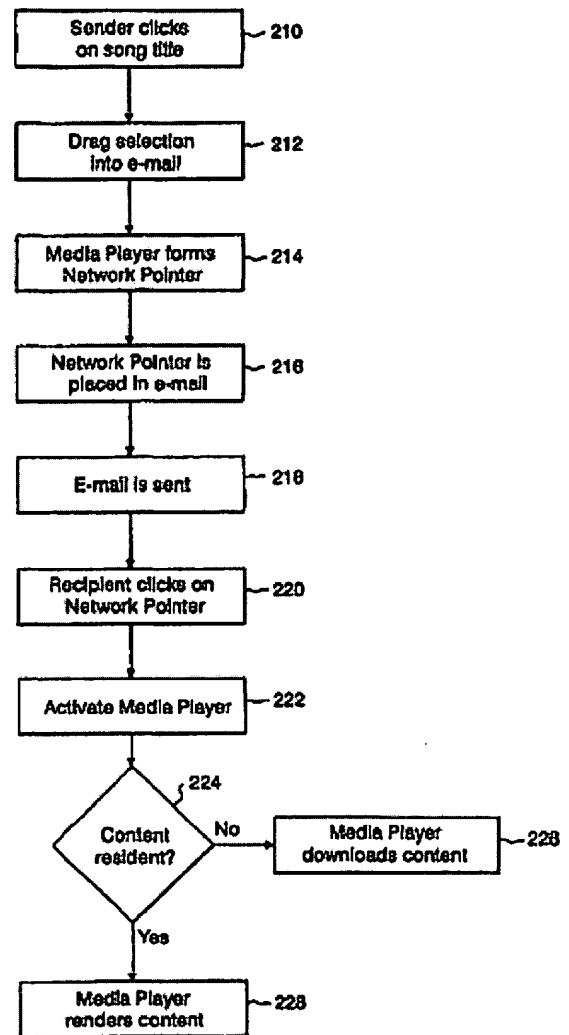 Sender clicks
on song title
210
Drag selection
into e-mail
212
Media Player forms
Network Pointer
214
Network Pointer is
placed in e-mail
216
E-mail is sent
218
Recipient clicks on
Network Pointer
220
Activate Media Player
222
224
Content
resident?
No
Media Player
downloads content
226
Yes
Media Player
renders content
228